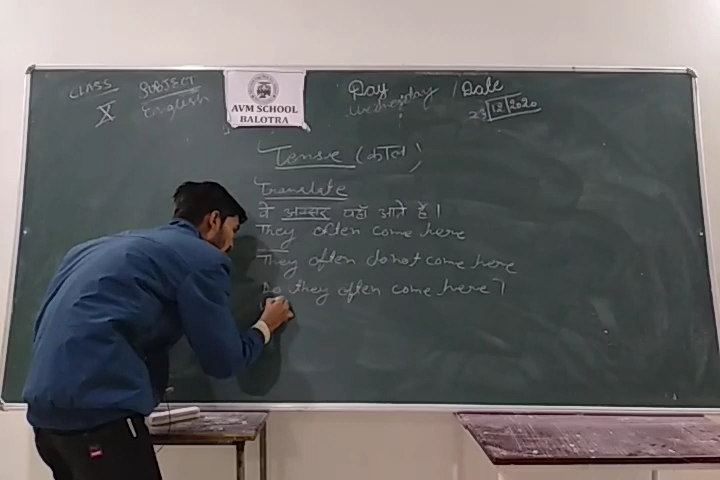 CLASS SUBJECT
X English
AVM SCHOOL
BALOTRA
Day / Date
Wednesday 23/12/2020
Tense (काल)
Translate
वे अक्सर यहाँ आते हैं।
They often come here
They often do not come here
Do they often come here?